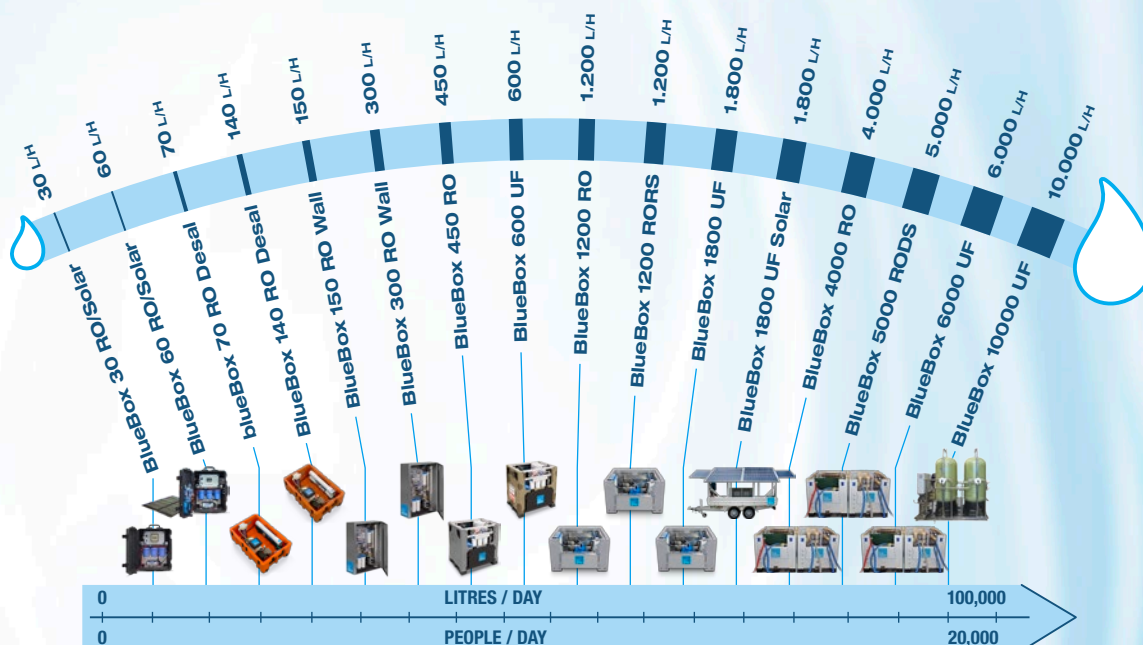 30 L/H
60 L/H
70 L/H
140 L/H
150 L/H
300 L/H
450 L/H
600 L/H
1.200 L/H
1.200 L/H
1.800 L/H
1.800 L/H
4.000 L/H
5.000 L/H
6.000 L/H
10.000 L/H
BlueBox 30 RO/Solar
BlueBox 60 RO/Solar
blueBox 70 RO Desal
BlueBox 140 RO Desal
BlueBox 150 RO Wall
BlueBox 300 RO Wall
BlueBox 450 RO
BlueBox 600 UF
BlueBox 1200 RO
BlueBox 1200 RORS
BlueBox 1800 UF
BlueBox 1800 UF Solar
BlueBox 4000 RO
BlueBox 5000 RODS
BlueBox 6000 UF
BlueBox 10000 UF
0 LITRES / DAY 100,000
0 PEOPLE / DAY 20,000